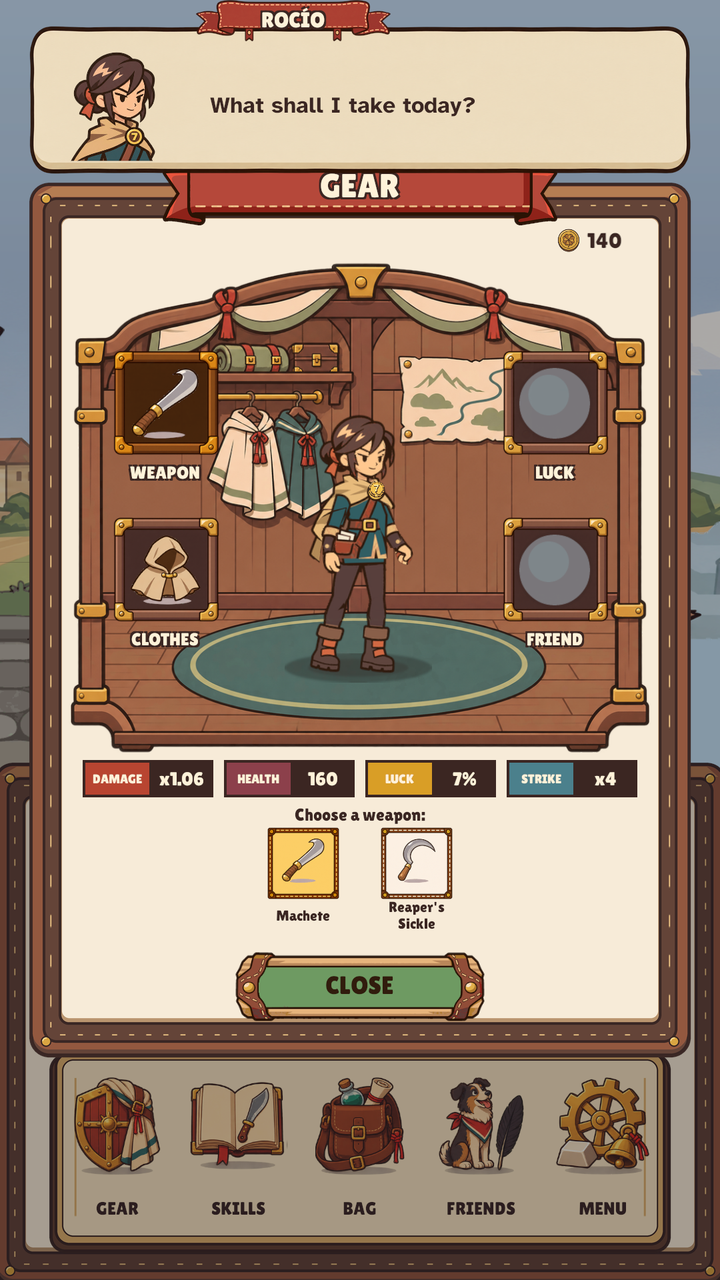 ROCÍO
What shall I take today?
GEAR
140
WEAPON
LUCK
CLOTHES
FRIEND
DAMAGE x1.06
HEALTH 160
LUCK 7%
STRIKE x4
Choose a weapon:
Machete
Reaper's
Sickle
CLOSE
GEAR
SKILLS
BAG
FRIENDS
MENU